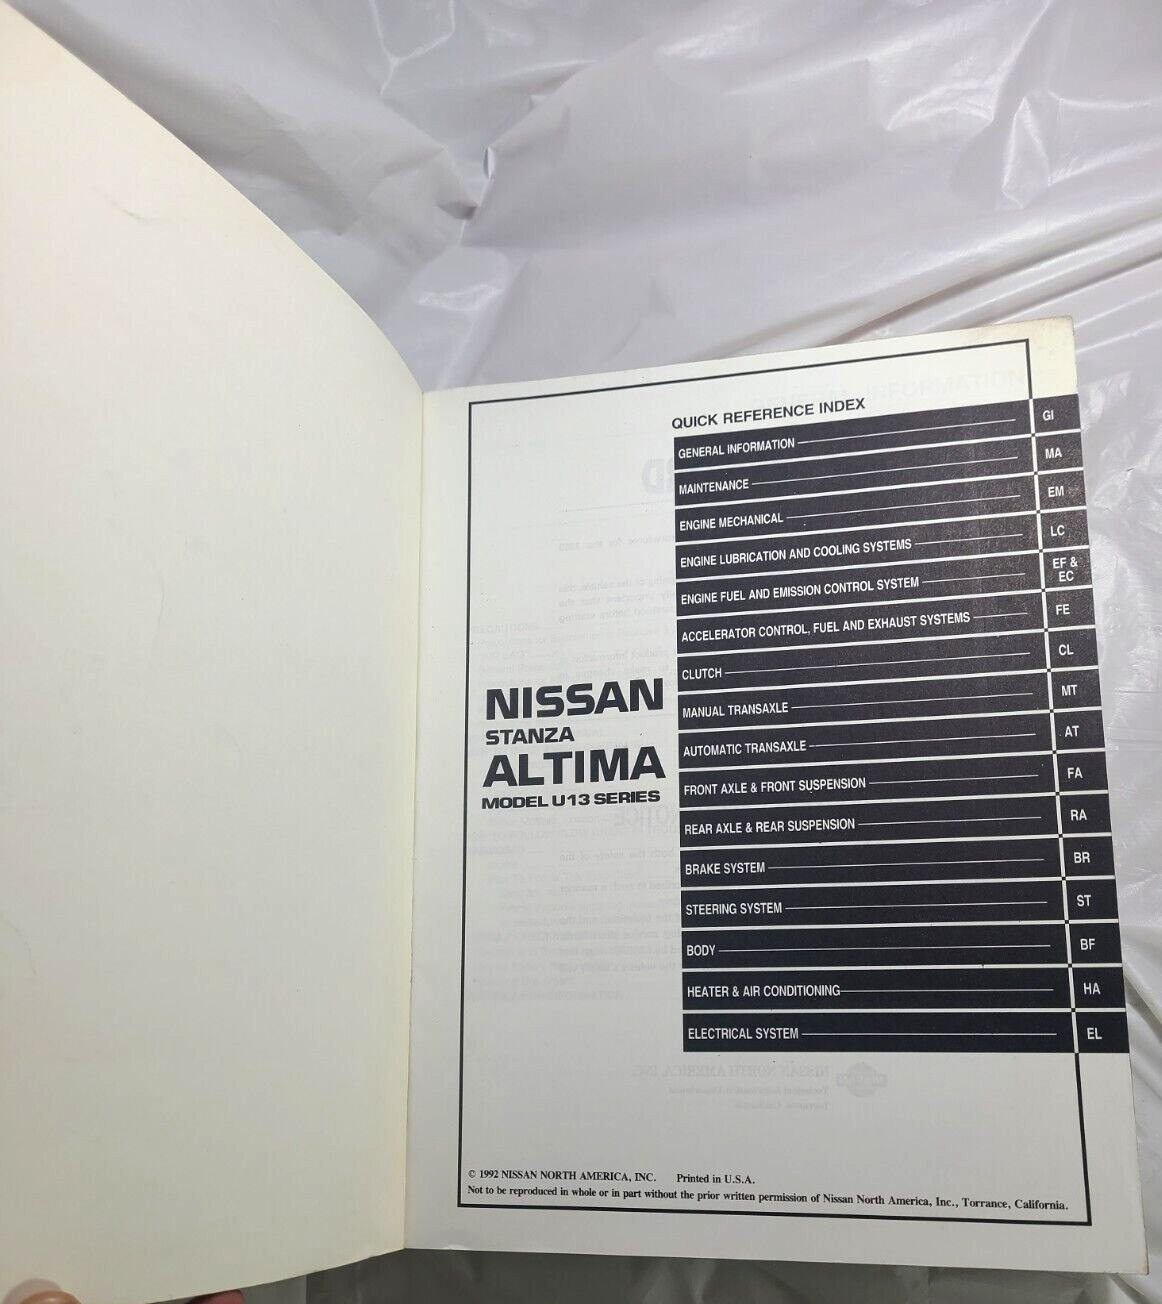 QUICK REFERENCE INDEX
GENERAL INFORMATION GI
MAINTENANCE MA
ENGINE MECHANICAL EM
ENGINE LUBRICATION AND COOLING SYSTEMS LC
ENGINE FUEL AND EMISSION CONTROL SYSTEM EF & EC
ACCELERATOR CONTROL, FUEL AND EXHAUST SYSTEMS FE
CLUTCH CL
MANUAL TRANSAXLE MT
AUTOMATIC TRANSAXLE AT
FRONT AXLE & FRONT SUSPENSION FA
REAR AXLE & REAR SUSPENSION RA
BRAKE SYSTEM BR
STEERING SYSTEM ST
BODY BF
HEATER & AIR CONDITIONING HA
ELECTRICAL SYSTEM EL
NISSAN
STANZA
ALTIMA
MODEL U13 SERIES
© 1992 NISSAN NORTH AMERICA, INC. Printed in U.S.A.
Not to be reproduced in whole or in part without the prior written permission of Nissan North America, Inc., Torrance, California.